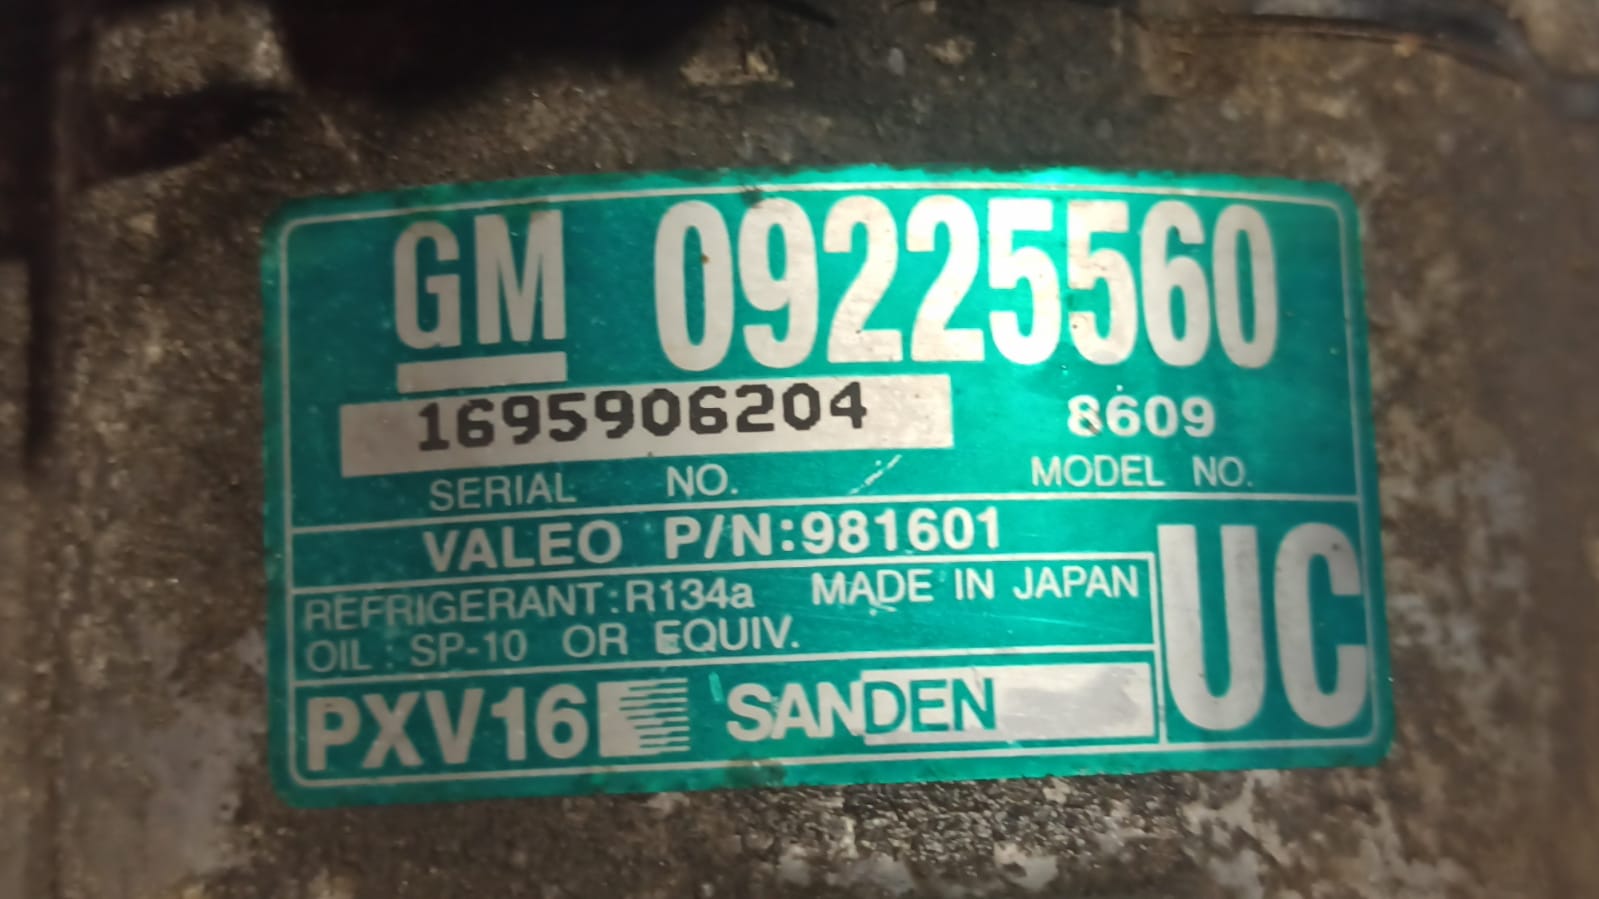 GM 09225560
1695906204 8609
SERIAL NO. MODEL NO.
VALEO P/N:981601
REFRIGERANT:R134a MADE IN JAPAN
OIL : SP-10 OR EQUIV.
UC
PXV16 SANDEN